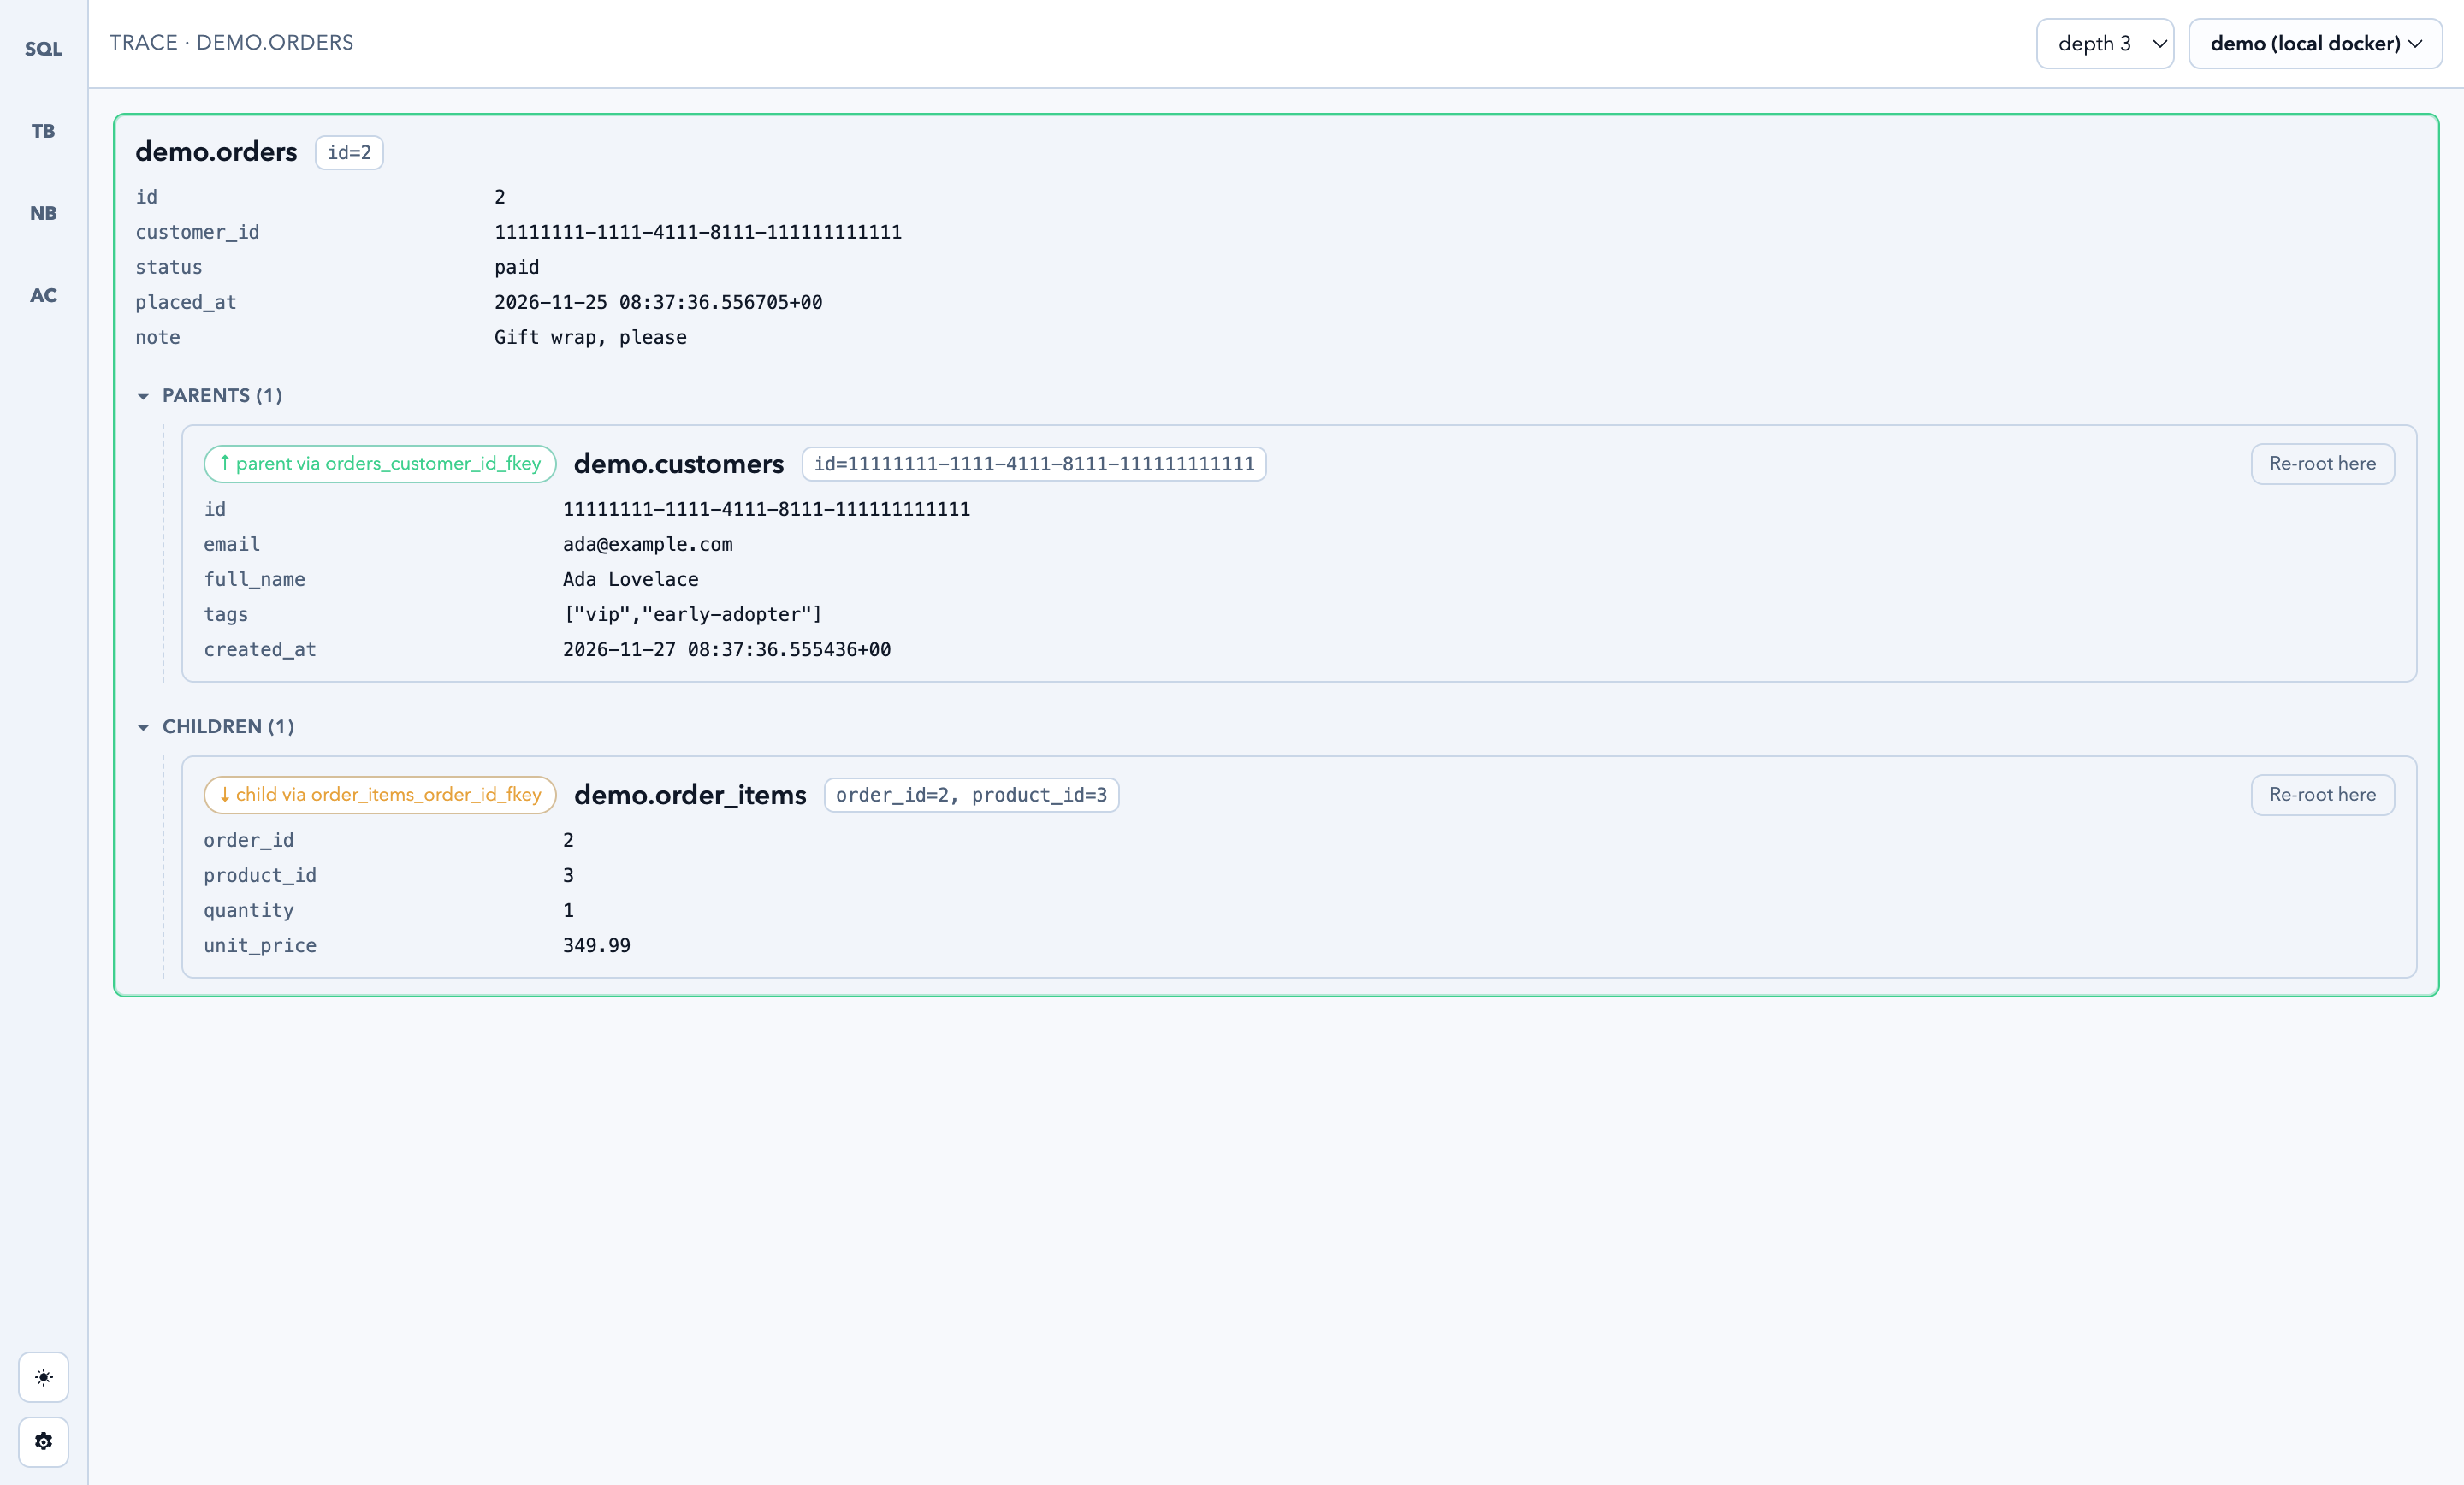 SQL
TB
NB
AC
TRACE · DEMO.ORDERS
depth 3
demo (local docker)
demo.orders id=2
id 2
customer_id 11111111-1111-4111-8111-111111111111
status paid
placed_at 2026-11-25 08:37:36.556705+00
note Gift wrap, please
PARENTS (1)
↑ parent via orders_customer_id_fkey demo.customers id=11111111-1111-4111-8111-111111111111 Re-root here
id 11111111-1111-4111-8111-111111111111
email ada@example.com
full_name Ada Lovelace
tags ["vip","early-adopter"]
created_at 2026-11-27 08:37:36.555436+00
CHILDREN (1)
↓ child via order_items_order_id_fkey demo.order_items order_id=2, product_id=3 Re-root here
order_id 2
product_id 3
quantity 1
unit_price 349.99